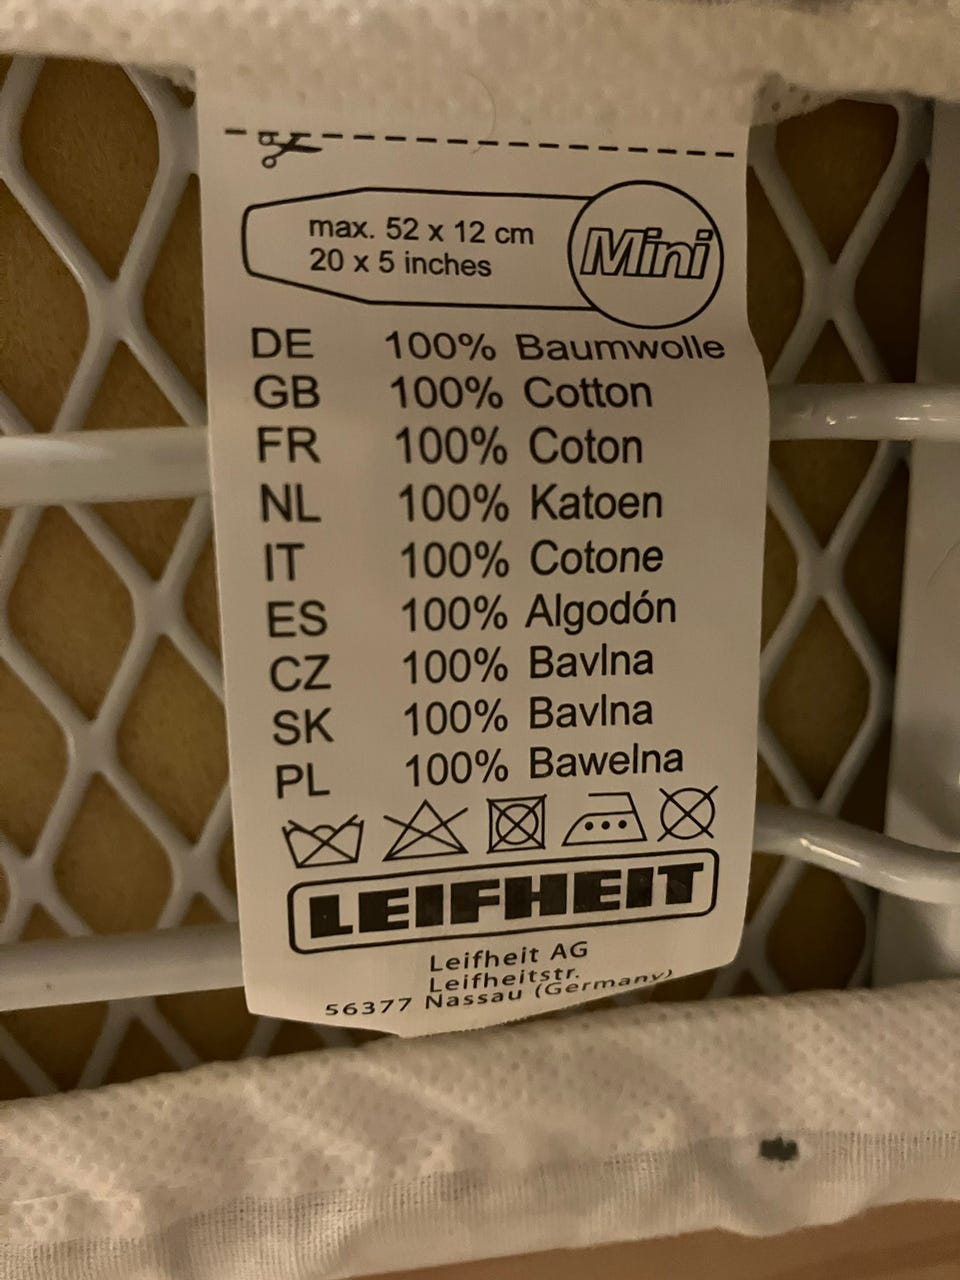 max. 52 x 12 cm
20 x 5 inches
Mini
DE 100% Baumwolle
GB 100% Cotton
FR 100% Coton
NL 100% Katoen
IT 100% Cotone
ES 100% Algodón
CZ 100% Bavlna
SK 100% Bavlna
PL 100% Bawelna
LEIFHEIT
Leifheit AG
Leifheitstr.
56377 Nassau (Germany)